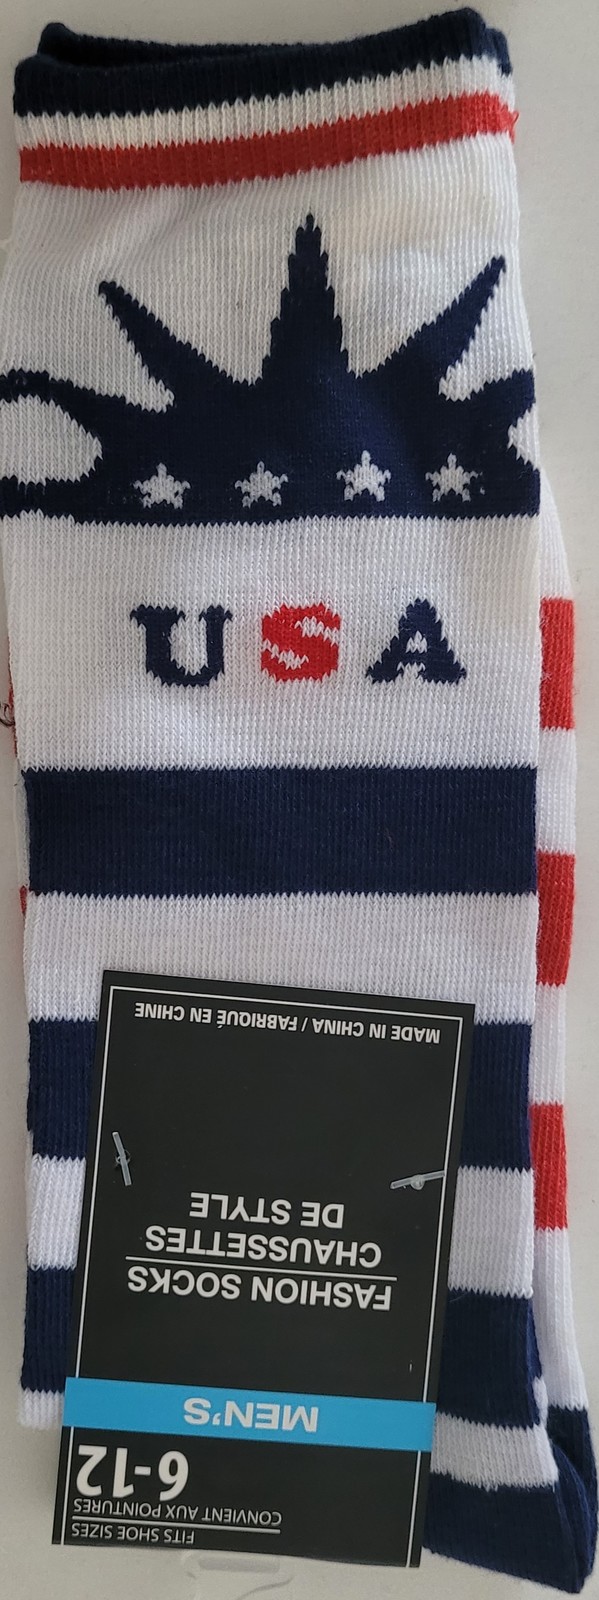 USA
FITS SHOE SIZES
CONVIENT AUX POINTURES
6-12
MEN'S
FASHION SOCKS
CHAUSSETTES
DE STYLE
MADE IN CHINA / FABRIQUÉ EN CHINE